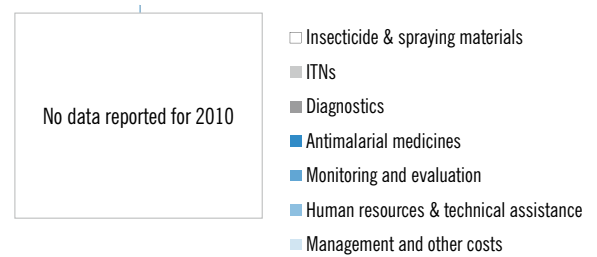 No data reported for 2010
Insecticide & spraying materials
ITNs
Diagnostics
Antimalarial medicines
Monitoring and evaluation
Human resources & technical assistance
Management and other costs